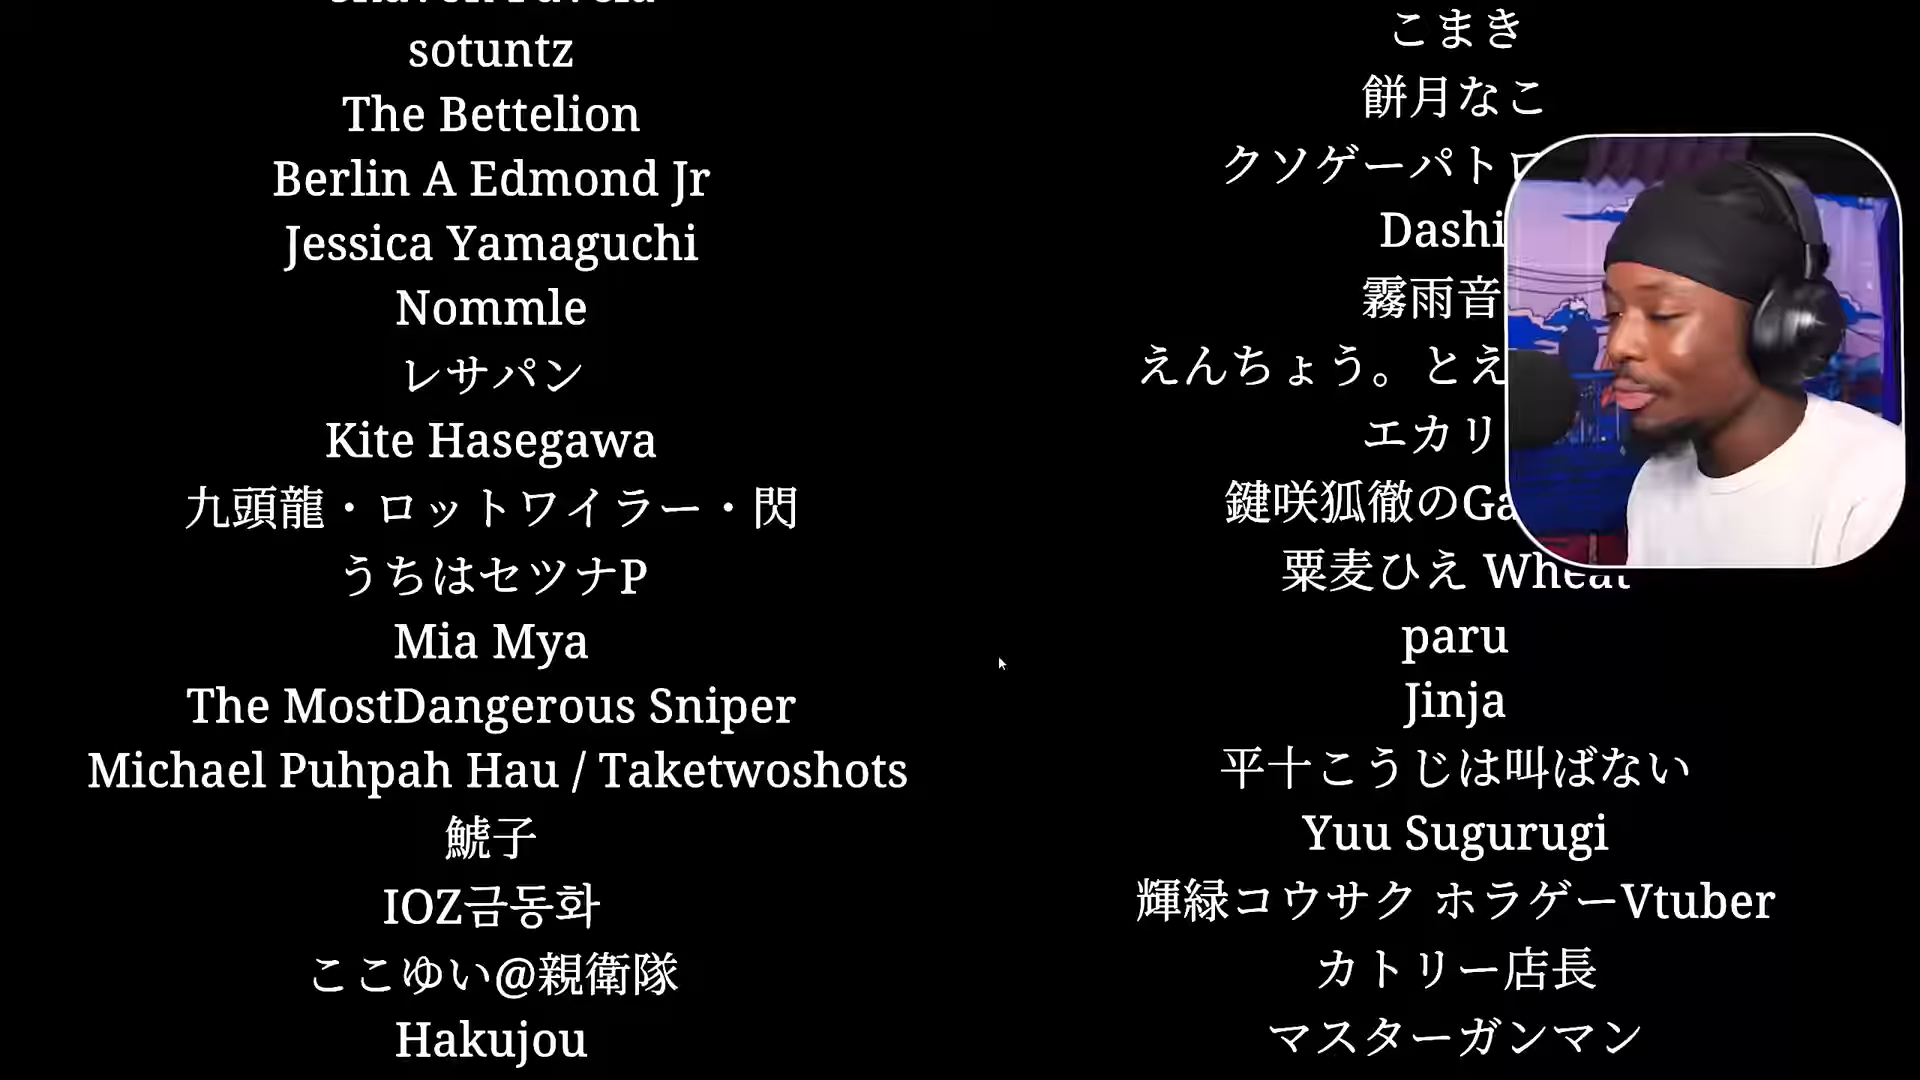 sotuntz
The Bettelion
Berlin A Edmond Jr
Jessica Yamaguchi
Nommle
レサパン
Kite Hasegawa
九頭龍・ロットワイラー・閃
うちはセツナP
Mia Mya
The MostDangerous Sniper
Michael Puhpah Hau / Taketwoshots
鯱子
IOZ금동화
ここゆい@親衛隊
Hakujou
こまき
餅月なこ
クソゲーパトロ
Dashi
霧雨音
えんちょう。とえ
エカリ
鍵咲狐徹のGa
粟麦ひえ Wheat
paru
Jinja
平十こうじは叫ばない
Yuu Sugurugi
輝緑コウサク ホラゲーVtuber
カトリー店長
マスターガンマン